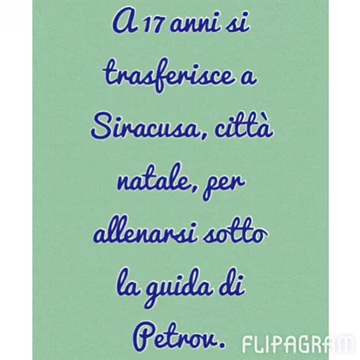 A 17 anni si
trasferisce a
Siracusa, città
natale, per
allenarsi sotto
la guida di
Petrov.
FLIPAGRAM